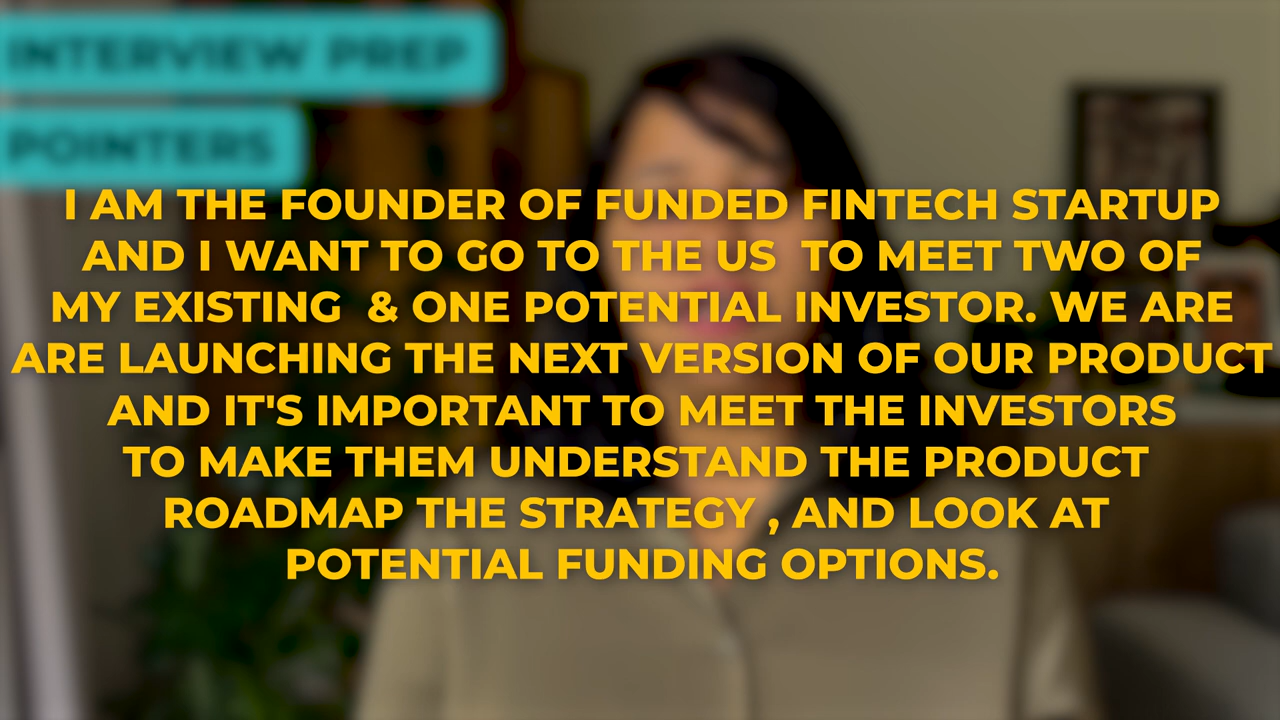 INTERVIEW PREP
POINTERS
I AM THE FOUNDER OF FUNDED FINTECH STARTUP
AND I WANT TO GO TO THE US TO MEET TWO OF
MY EXISTING & ONE POTENTIAL INVESTOR. WE ARE
ARE LAUNCHING THE NEXT VERSION OF OUR PRODUCT
AND IT'S IMPORTANT TO MEET THE INVESTORS
TO MAKE THEM UNDERSTAND THE PRODUCT
ROADMAP THE STRATEGY , AND LOOK AT
POTENTIAL FUNDING OPTIONS.